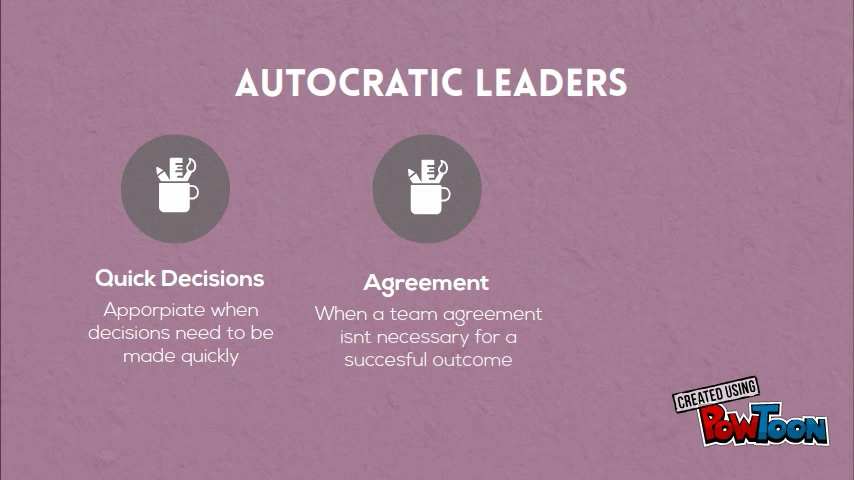 AUTOCRATIC LEADERS
Quick Decisions
Apporpiate when
decisions need to be
made quickly
Agreement
When a team agreement
isnt necessary for a
succesful outcome
CREATED USING
POWTOON